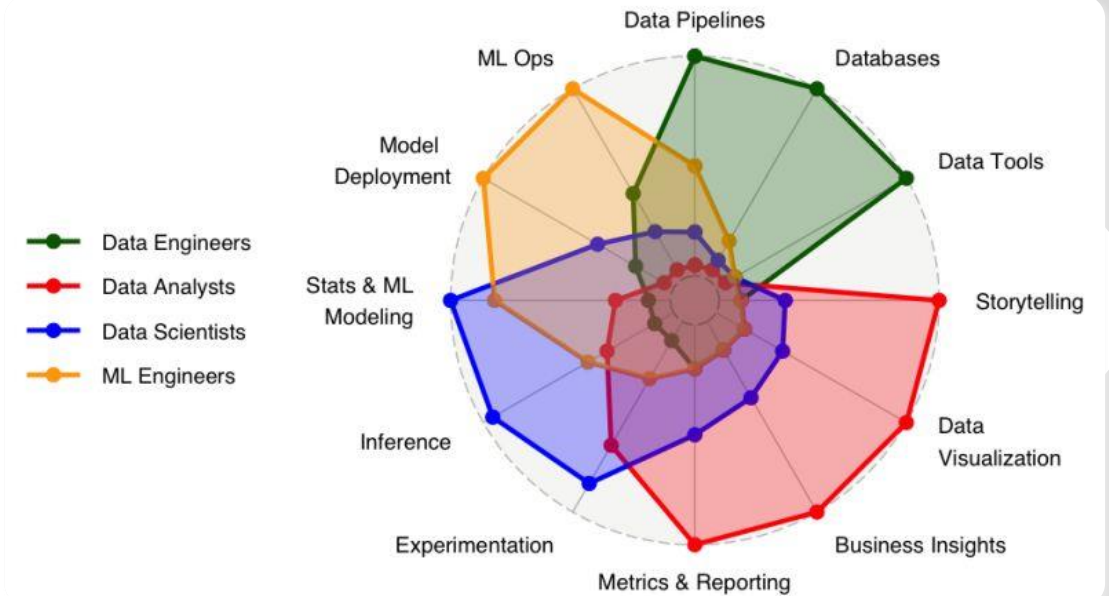 Data Pipelines
ML Ops
Databases
Model
Deployment
Data Tools
Data Engineers
Data Analysts
Data Scientists
ML Engineers
Stats & ML
Modeling
Storytelling
Inference
Data
Visualization
Experimentation
Business Insights
Metrics & Reporting